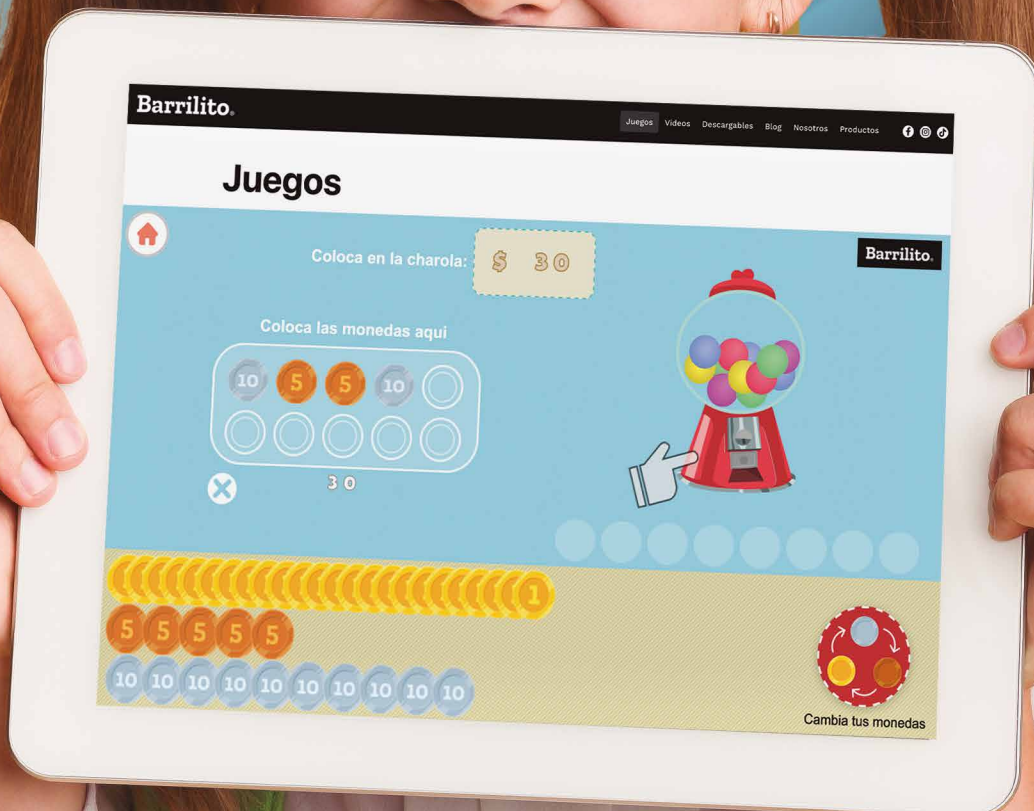 Barrilito®
Juegos Vídeos Descargables Blog Nosotros Productos
Juegos
Coloca en la charola: $ 30
Barrilito.
Coloca las monedas aqui
10 5 5 10
30
1
5 5 5 5 5
10 10 10 10 10 10 10 10 10 10
Cambia tus monedas